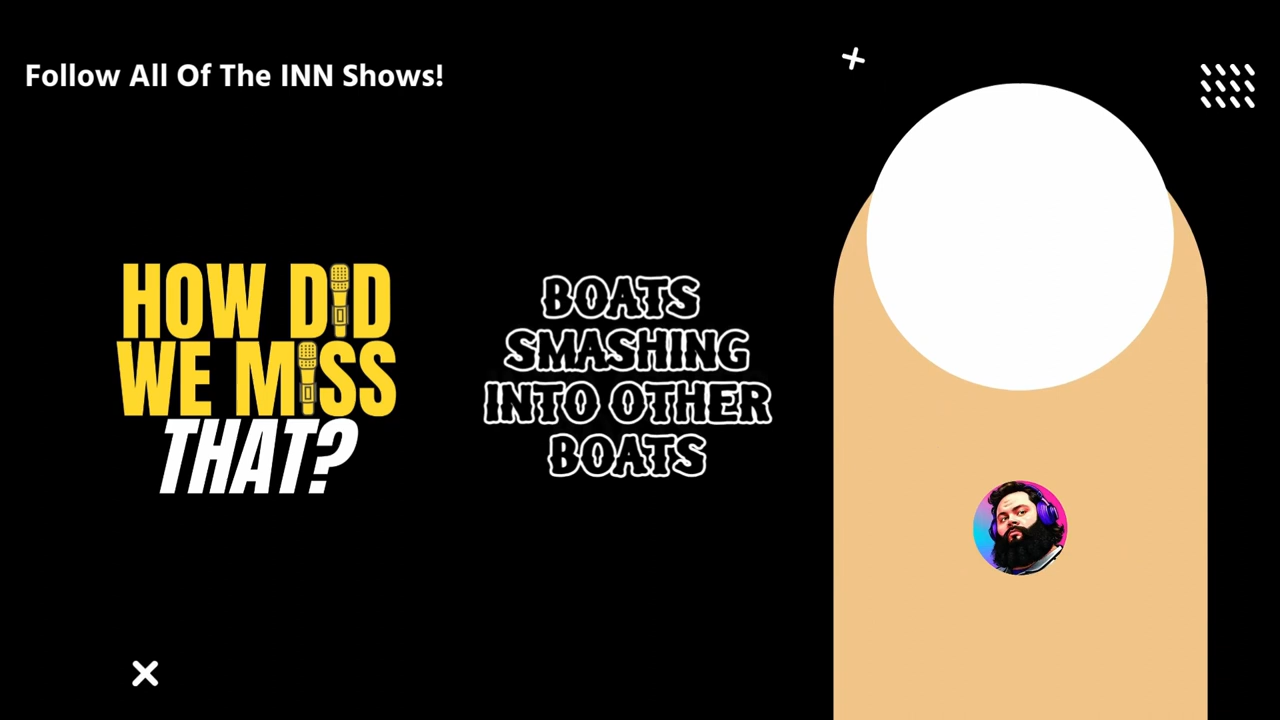 Follow All Of The INN Shows!
HOW DID
WE MISS
THAT?
BOATS
SMASHING
INTO OTHER
BOATS